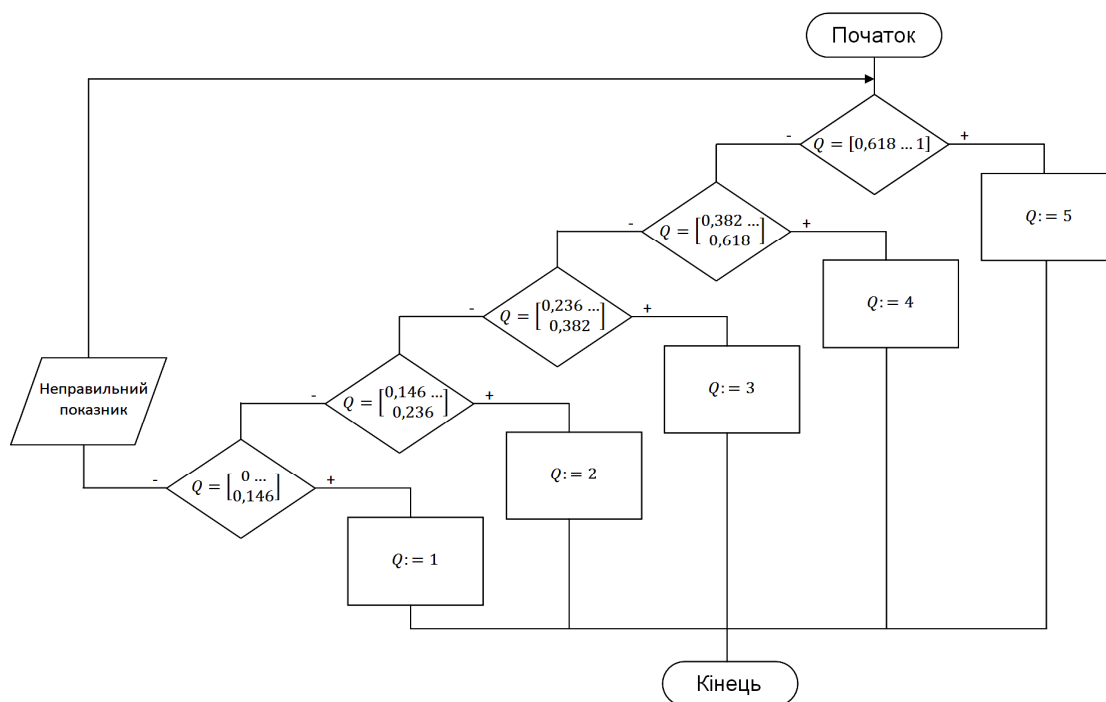 Початок
Q = [0,618 … 1]
-
+
Q := 5
Q = [0,382 …
0,618]
-
+
Q := 4
Q = [0,236 …
0,382]
-
+
Q := 3
Q = [0,146 …
0,236]
-
+
Q := 2
Q = [0 …
0,146]
-
+
Q := 1
Неправильний
показник
Кінець